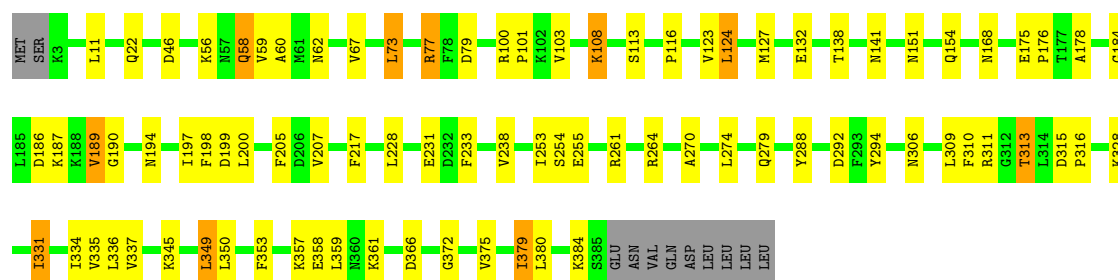 MET SER K3 L11 Q22 D46 K56 N57 Q58 V59 A60 M61 N62 V67 L73 R77 F78 D79 R100 P101 K102 V103 K108 S113 P116 V123 L124 M127 E132 T138 N141 N151 Q154 N168 E175 P176 T177 A178 G184
L185 D186 K187 K188 V189 G190 N194 I197 F198 D199 L200 F205 D206 V207 F217 L228 E231 D232 F233 V238 I253 S254 E255 R261 R264 A270 L274 Q279 Y288 D292 F293 Y294 N306 L309 F310 R311 G312 T313 L314 D315 P316 K328
I331 I334 V335 L336 V337 K345 L349 L350 F353 K357 E358 L359 N360 K361 D366 G372 V375 I379 L380 K384 S385 GLU ASN VAL GLN ASP LEU LEU LEU LEU